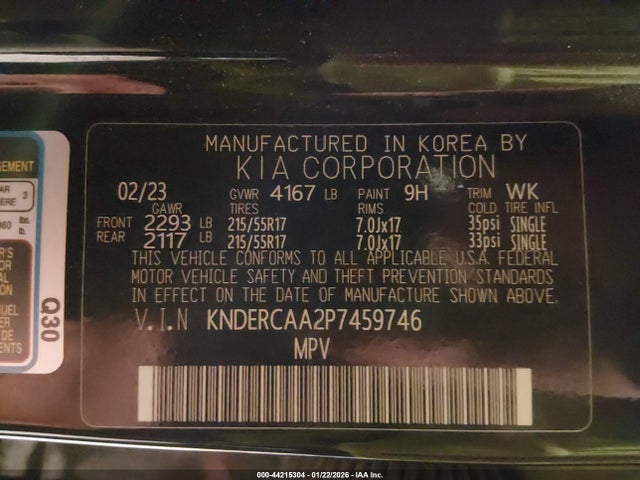 MANUFACTURED IN KOREA BY
KIA CORPORATION
02/23 GVWR 4167 LB PAINT 9H TRIM WK
GAWR TIRES RIMS COLD TIRE INFL
FRONT 2293 LB 215/55R17 7.0Jx17 35psi SINGLE
REAR 2117 LB 215/55R17 7.0Jx17 33psi SINGLE
THIS VEHICLE CONFORMS TO ALL APPLICABLE U.S.A. FEDERAL
MOTOR VEHICLE SAFETY AND THEFT PREVENTION STANDARDS
IN EFFECT ON THE DATE OF MANUFACTURE SHOWN ABOVE.
V.I.N KNDERCAA2P7459746
MPV
Q30
000-44215304 - 01/22/2026 - IAA Inc.